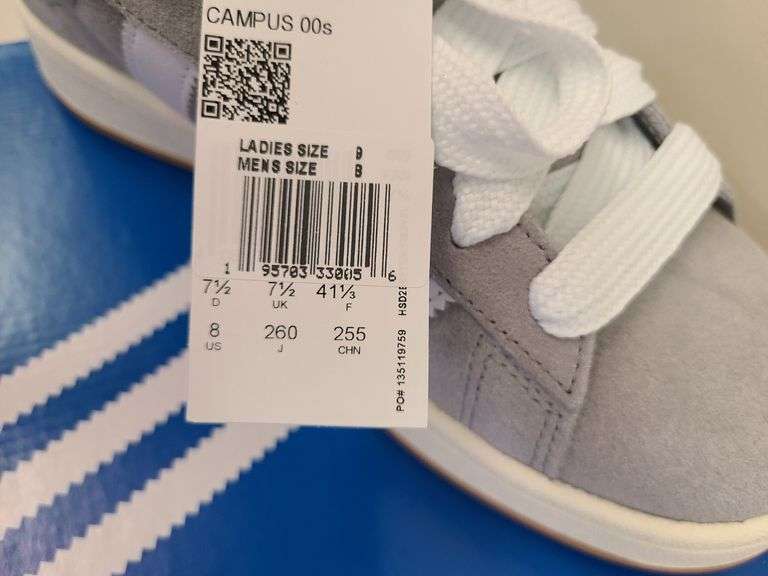 CAMPUS 00s
LADIES SIZE 9
MENS SIZE 8
1 95703 33005 6
7½ 7½ 41⅓
D UK F
8 260 255
US J CHN
PO# 135119759